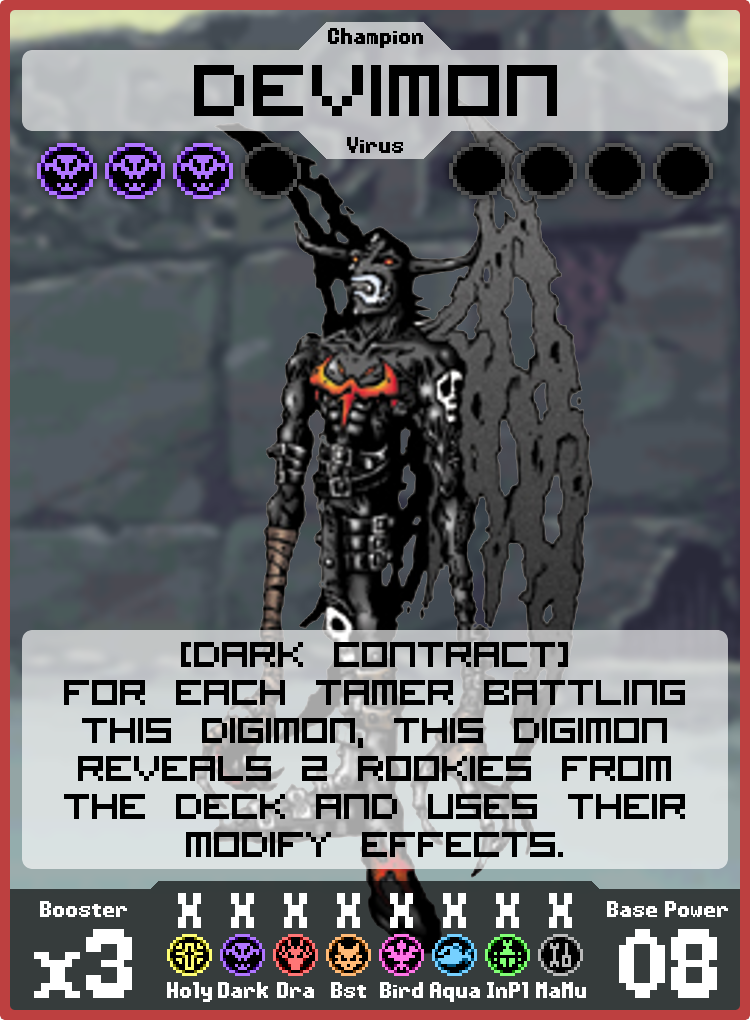 Champion
DEVIMON
Virus
[DARK CONTRACT]
FOR EACH TAMER BATTLING
THIS DIGIMON, THIS DIGIMON
REVEALS 2 ROOKIES FROM
THE DECK AND USES THEIR
MODIFY EFFECTS.
Booster X X X X X X X X Base Power
x3 08
Holy Dark Dra Bst Bird Aqua InPl MaMu